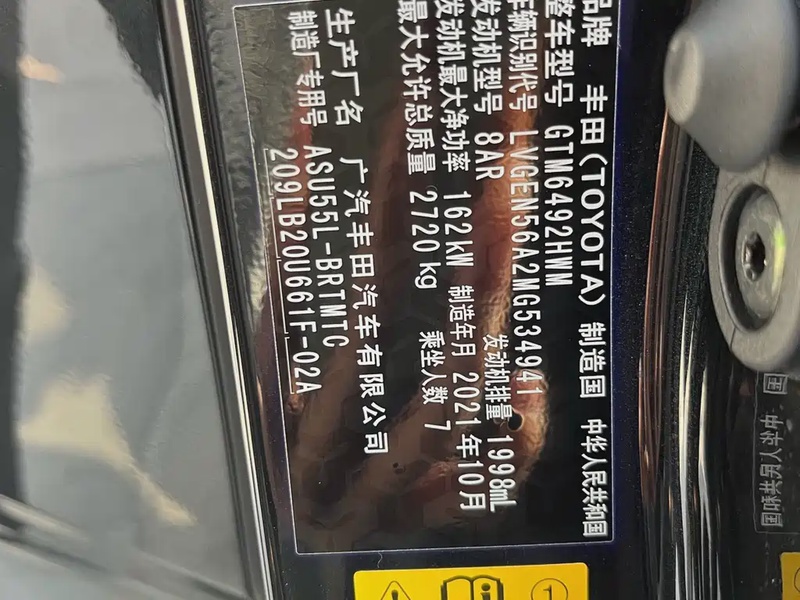 品牌 丰田(TOYOTA) 制造国 中华人民共和国
整车型号 GTM6492HWM
车辆识别代号 LVGEN56A2MG534941
发动机型号 8AR 发动机排量 1998mL
发动机最大净功率 162kW 制造年月 2021年10月
最大允许总质量 2720kg 乘坐人数 7
生产厂名 广汽丰田汽车有限公司
制造厂专用号 ASU55L-BRTMTC
209LB20U661F-02A
i 1